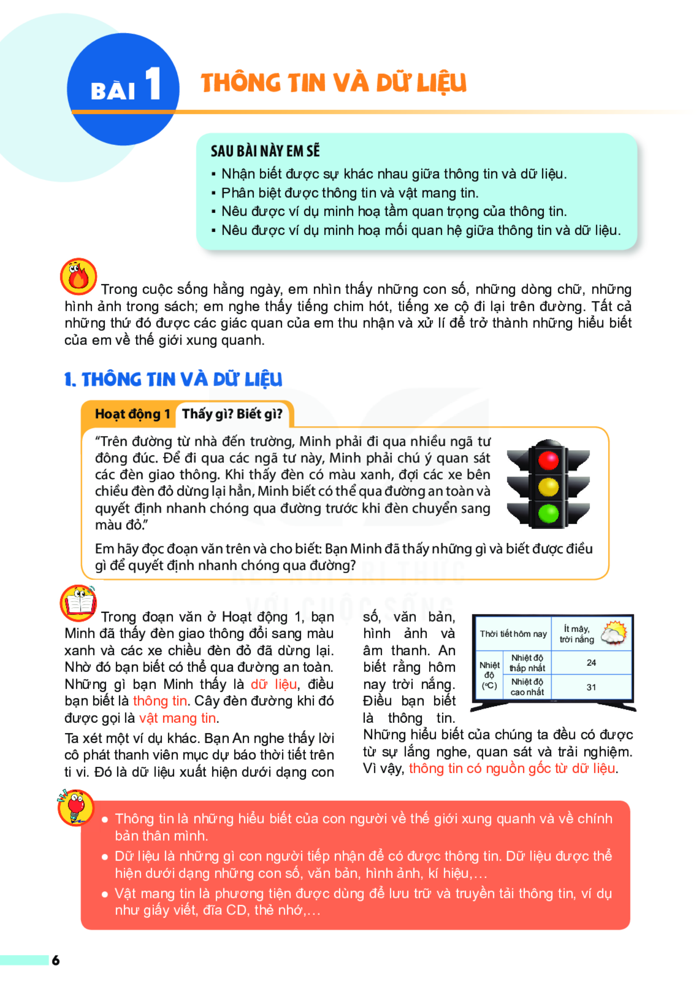 BÀI 1
THÔNG TIN VÀ DỮ LIỆU
SAU BÀI NÀY EM SẼ
▪ Nhận biết được sự khác nhau giữa thông tin và dữ liệu.
▪ Phân biệt được thông tin và vật mang tin.
▪ Nêu được ví dụ minh hoạ tầm quan trọng của thông tin.
▪ Nêu được ví dụ minh hoạ mối quan hệ giữa thông tin và dữ liệu.
Trong cuộc sống hằng ngày, em nhìn thấy những con số, những dòng chữ, những
hình ảnh trong sách; em nghe thấy tiếng chim hót, tiếng xe cộ đi lại trên đường. Tất cả
những thứ đó được các giác quan của em thu nhận và xử lí để trở thành những hiểu biết
của em về thế giới xung quanh.
1. THÔNG TIN VÀ DỮ LIỆU
Hoạt động 1 Thấy gì? Biết gì?
“Trên đường từ nhà đến trường, Minh phải đi qua nhiều ngã tư
đông đúc. Để đi qua các ngã tư này, Minh phải chú ý quan sát
các đèn giao thông. Khi thấy đèn có màu xanh, đợi các xe bên
chiều đèn đỏ dừng lại hẳn, Minh biết có thể qua đường an toàn và
quyết định nhanh chóng qua đường trước khi đèn chuyển sang
màu đỏ.”
Em hãy đọc đoạn văn trên và cho biết: Bạn Minh đã thấy những gì và biết được điều
gì để quyết định nhanh chóng qua đường?
KẾT NỐI TRI THỨC
VỚI CUỘC SỐNG
Trong đoạn văn ở Hoạt động 1, bạn
Minh đã thấy đèn giao thông đổi sang màu
xanh và các xe chiều đèn đỏ đã dừng lại.
Nhờ đó bạn biết có thể qua đường an toàn.
Những gì bạn Minh thấy là dữ liệu, điều
bạn biết là thông tin. Cây đèn đường khi đó
được gọi là vật mang tin.
Ta xét một ví dụ khác. Bạn An nghe thấy lời
cô phát thanh viên mục dự báo thời tiết trên
ti vi. Đó là dữ liệu xuất hiện dưới dạng con
số, văn bản,
hình ảnh và
âm thanh. An
biết rằng hôm
nay trời nắng.
Điều bạn biết
là thông tin.
Những hiểu biết của chúng ta đều có được
từ sự lắng nghe, quan sát và trải nghiệm.
Vì vậy, thông tin có nguồn gốc từ dữ liệu.
Thời tiết hôm nay
Ít mây,
trời nắng
Nhiệt
độ
(°C)
Nhiệt độ
thấp nhất
24
Nhiệt độ
cao nhất
31
● Thông tin là những hiểu biết của con người về thế giới xung quanh và về chính
bản thân mình.
● Dữ liệu là những gì con người tiếp nhận để có được thông tin. Dữ liệu được thể
hiện dưới dạng những con số, văn bản, hình ảnh, kí hiệu,…
● Vật mang tin là phương tiện được dùng để lưu trữ và truyền tải thông tin, ví dụ
như giấy viết, đĩa CD, thẻ nhớ,…
6